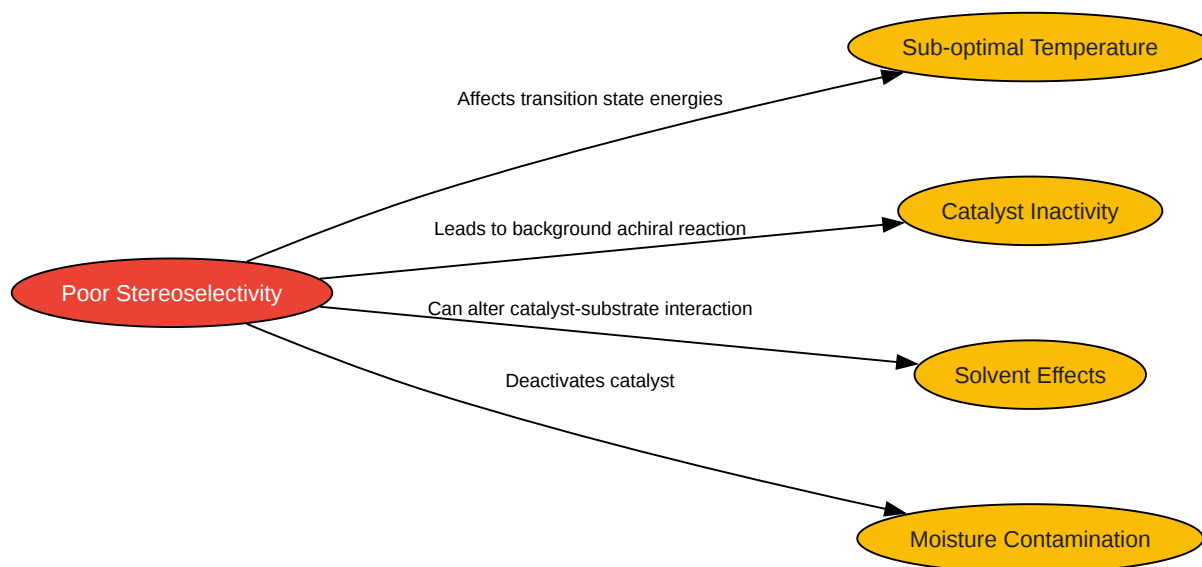 Sub-optimal Temperature
Affects transition state energies
Catalyst Inactivity
Leads to background achiral reaction
Poor Stereoselectivity
Can alter catalyst-substrate interaction
Solvent Effects
Deactivates catalyst
Moisture Contamination